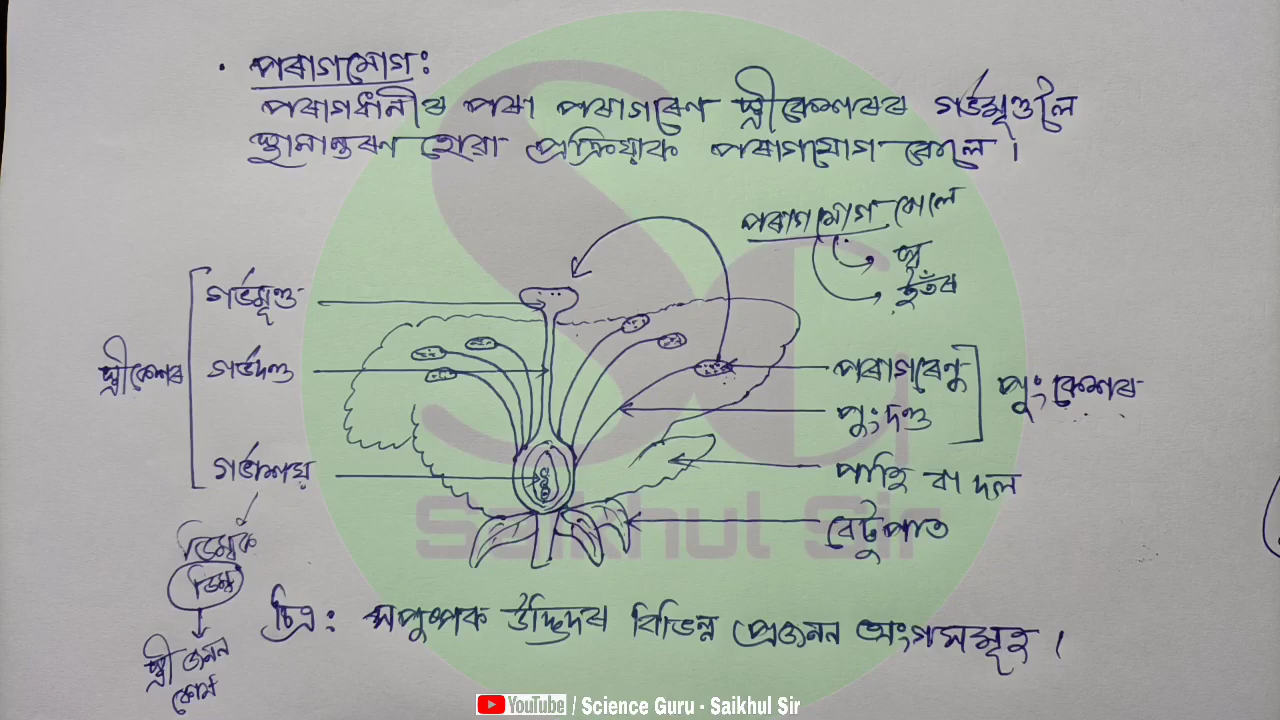 • পৰাগযোগঃ
পৰাগধানীৰ পৰা পৰাগৰেণু স্ত্ৰীকেশৰৰ গৰ্ভমুণ্ডলৈ
স্থানান্তৰণ হোৱা প্ৰক্ৰিয়াক পৰাগযোগ বোলে।
পৰাগযোগ বোলে
স্ব
ইতৰ
গৰ্ভমুণ্ড
স্ত্ৰীকেশৰ
গৰ্ভদণ্ড
গৰ্ভাশয়
পৰাগৰেণু
পুং কেশৰ
পুং দণ্ড
পাহি বা দল
বেটুপাত
ডিম্বক
ডিম্ব
স্ত্ৰী জনন
কোষ
চিত্ৰ: সপুষ্পক উদ্ভিদৰ বিভিন্ন প্ৰজনন অংগসমূহ।
Saikhul Sir
YouTube / Science Guru - Saikhul Sir